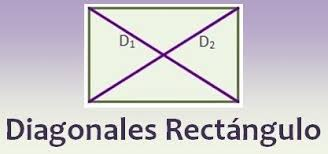 D₁ D₂
Diagonales Rectángulo